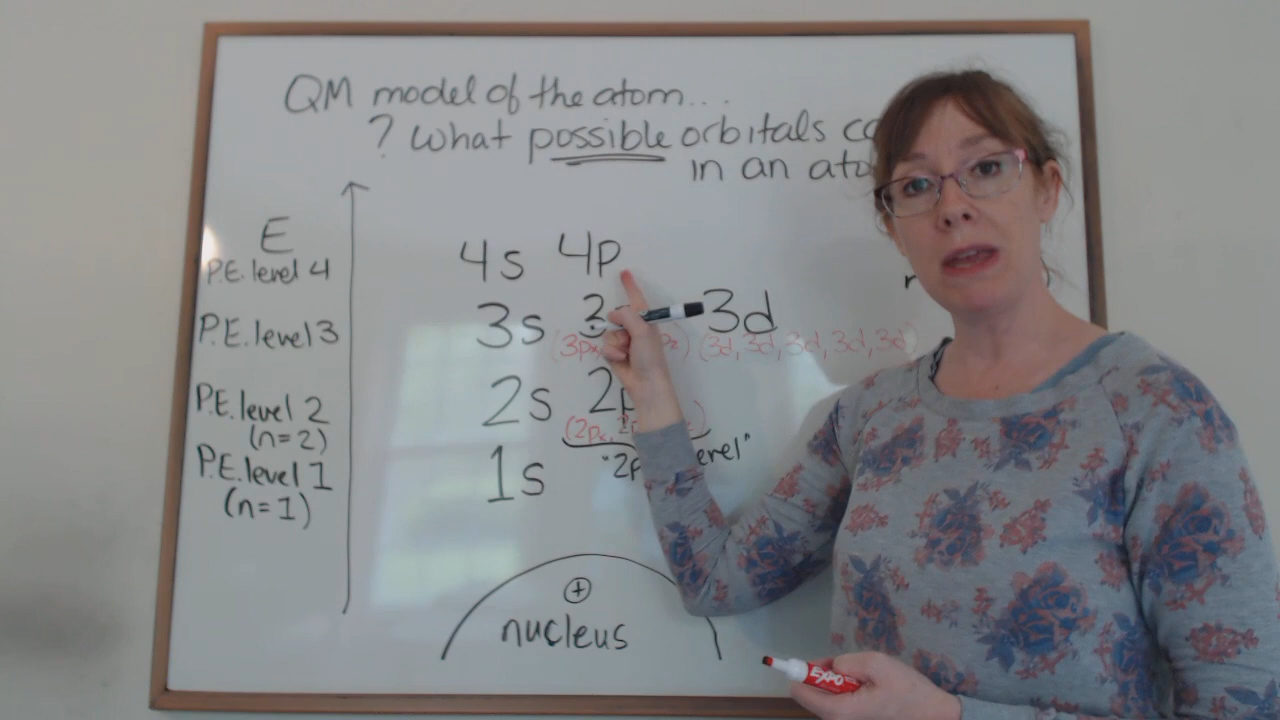 QM model of the atom...
? What possible orbitals
in an
E
P.E. level 4
4s 4p
P.E. level 3
3s 3d
(3d, 3d, 3d, 3d, 3d)
P.E. level 2
(n=2)
2s
(2px,
P.E. level 1
(n=1)
1s
+
nucleus
EXPO